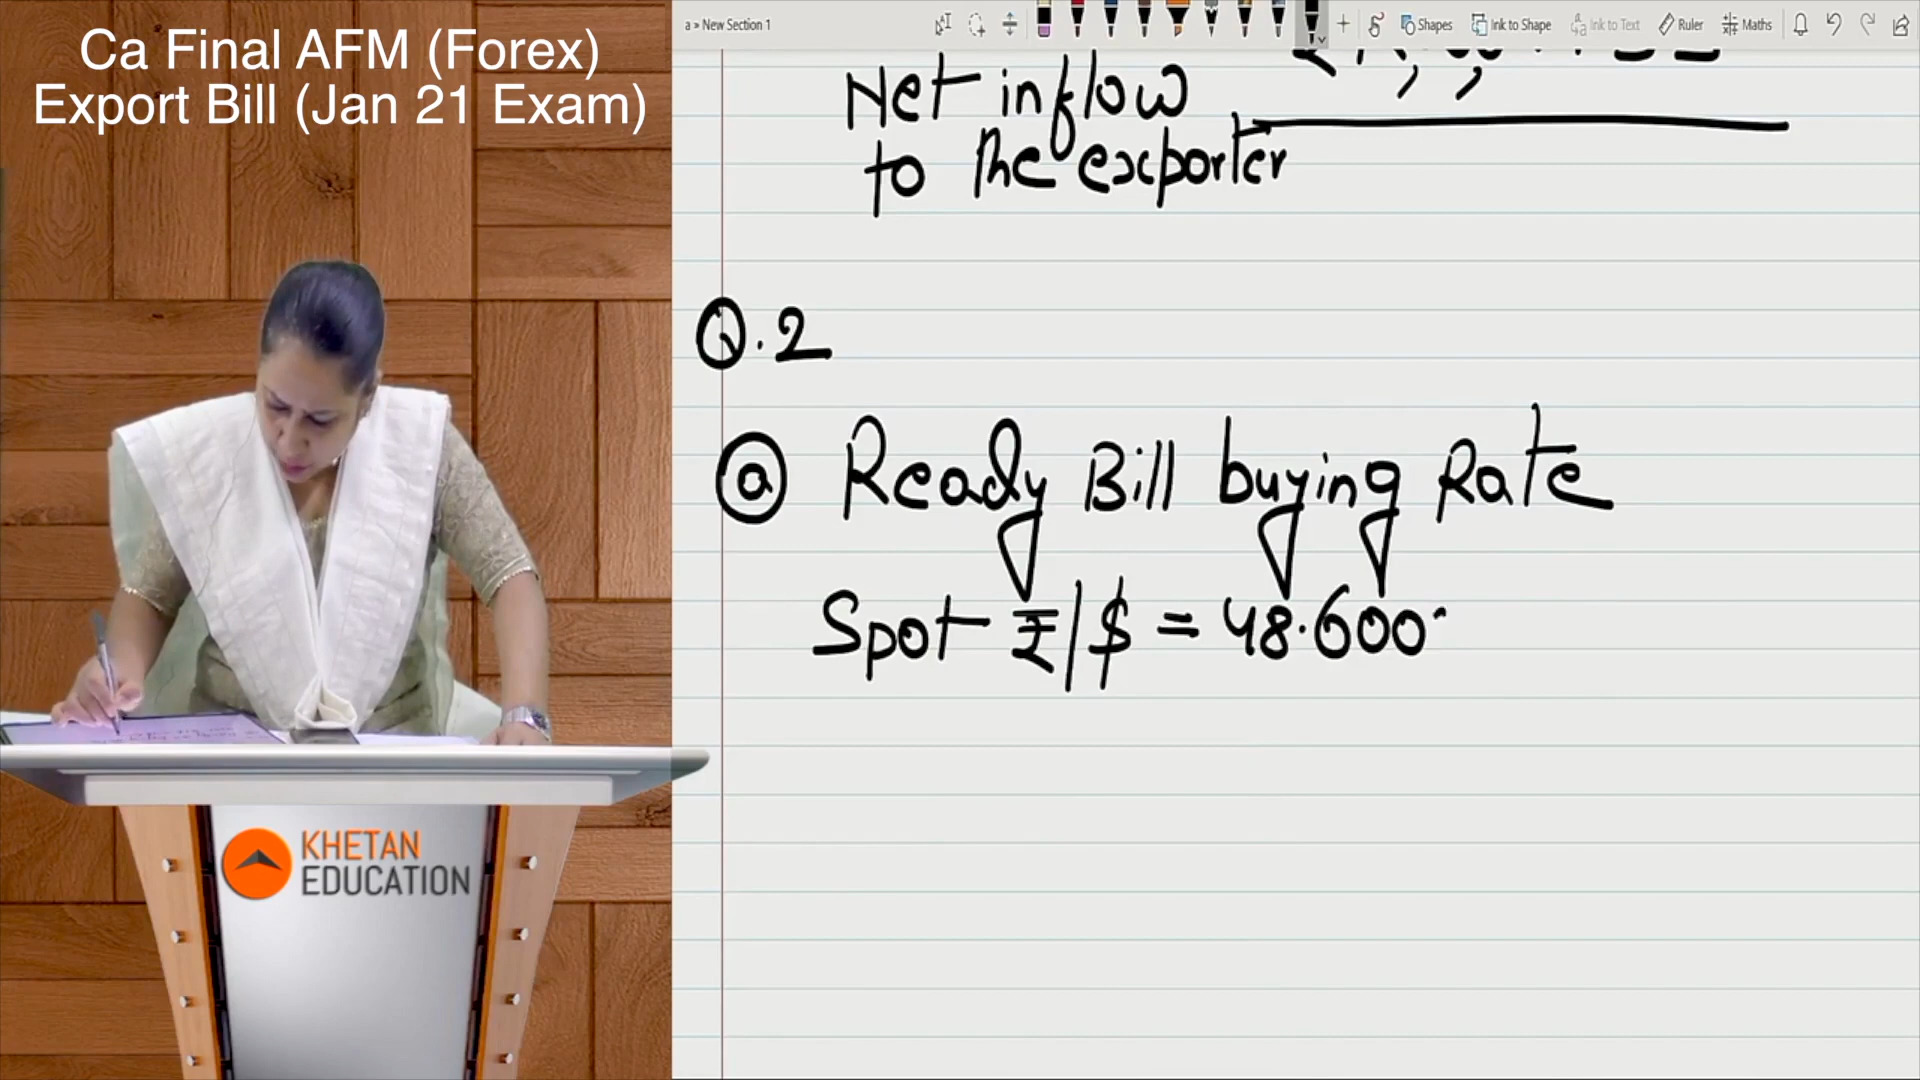 Ca Final AFM (Forex)
Export Bill (Jan 21 Exam)
a » New Section 1
Shapes
Ink to Shape
Ink to Text
Ruler
Maths
Net inflow
to the exporter
Q.2
(a) Ready Bill buying Rate
Spot ₹/$ = 48.600
KHETAN
EDUCATION